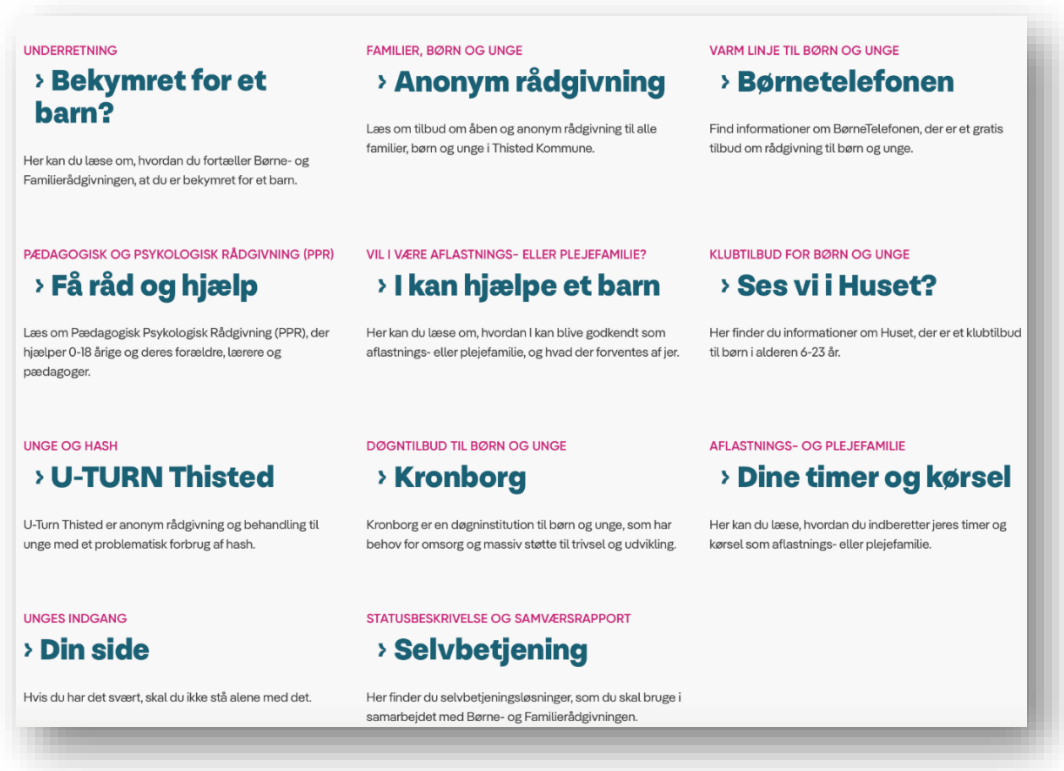 UNDERRETNING
› Bekymret for et
barn?
Her kan du læse om, hvordan du fortæller Børne- og
Familierådgivningen, at du er bekymret for et barn.
FAMILIER, BØRN OG UNGE
› Anonym rådgivning
Læs om tilbud om åben og anonym rådgivning til alle
familier, børn og unge i Thisted Kommune.
VARM LINJE TIL BØRN OG UNGE
› Børnetelefonen
Find informationer om BørneTelefonen, der er et gratis
tilbud om rådgivning til børn og unge.
PÆDAGOGISK OG PSYKOLOGISK RÅDGIVNING (PPR)
› Få råd og hjælp
Læs om Pædagogisk Psykologisk Rådgivning (PPR), der
hjælper 0-18 årige og deres forældre, lærere og
pædagoger.
VIL I VÆRE AFLASTNINGS- ELLER PLEJEFAMILIE?
› I kan hjælpe et barn
Her kan du læse om, hvordan I kan blive godkendt som
aflastnings- eller plejefamilie, og hvad der forventes af jer.
KLUBTILBUD FOR BØRN OG UNGE
› Ses vi i Huset?
Her finder du informationer om Huset, der er et klubtilbud
til børn i alderen 6-23 år.
UNGE OG HASH
› U-TURN Thisted
U-Turn Thisted er anonym rådgivning og behandling til
unge med et problematisk forbrug af hash.
DØGNTILBUD TIL BØRN OG UNGE
› Kronborg
Kronborg er en døgninstitution til børn og unge, som har
behov for omsorg og massiv støtte til trivsel og udvikling.
AFLASTNINGS- OG PLEJEFAMILIE
› Dine timer og kørsel
Her kan du læse, hvordan du indberetter jeres timer og
kørsel som aflastnings- eller plejefamilie.
UNGES INDGANG
› Din side
Hvis du har det svært, skal du ikke stå alene med det.
STATUSBESKRIVELSE OG SAMVÆRSRAPPORT
› Selvbetjening
Her finder du selvbetjeningsløsninger, som du skal bruge i
samarbejdet med Børne- og Familierådgivningen.